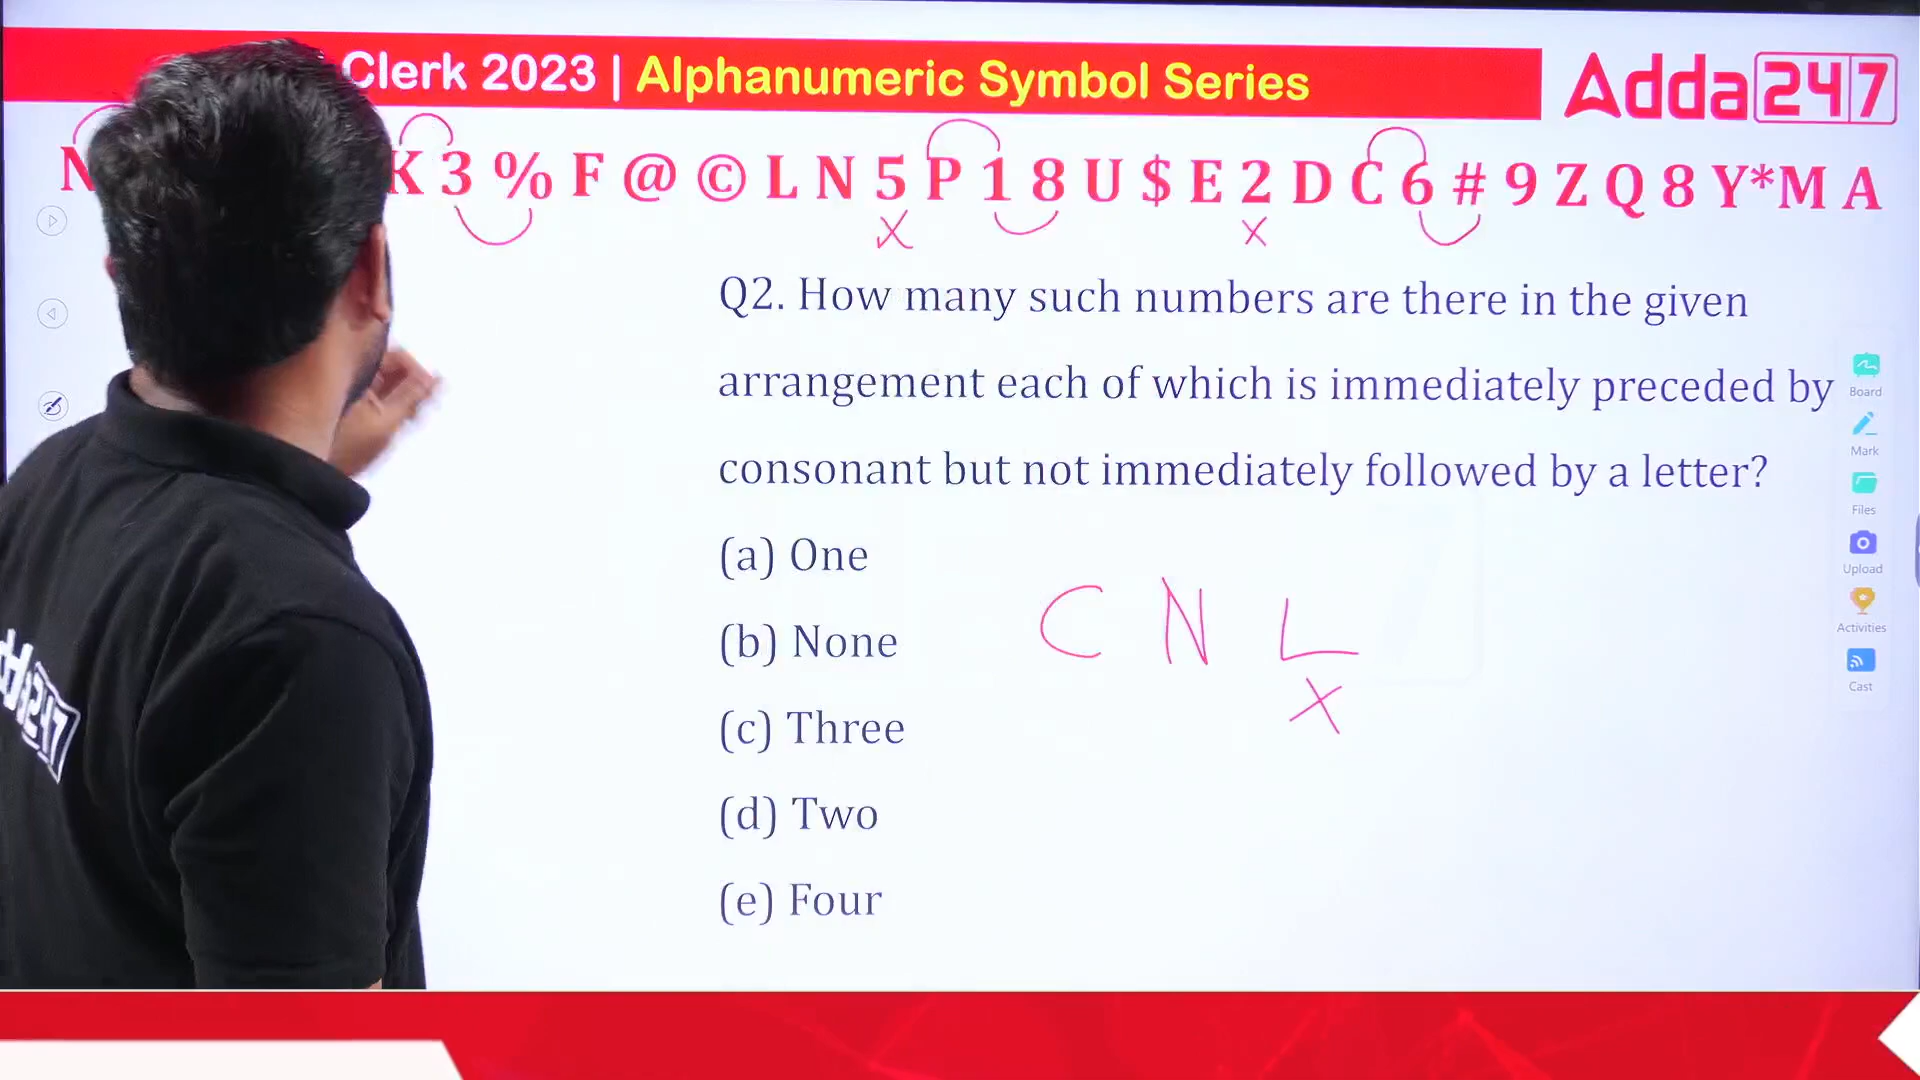 Clerk 2023 | Alphanumeric Symbol Series
Adda247
N K 3 % F @ © L N 5 P 1 8 U $ E 2 D C 6 # 9 Z Q 8 Y * M A
X X
Q2. How many such numbers are there in the given
arrangement each of which is immediately preceded by
consonant but not immediately followed by a letter?
(a) One
(b) None
(c) Three
(d) Two
(e) Four
C N L
X
Board
Mark
Files
Upload
Activities
Cast
247